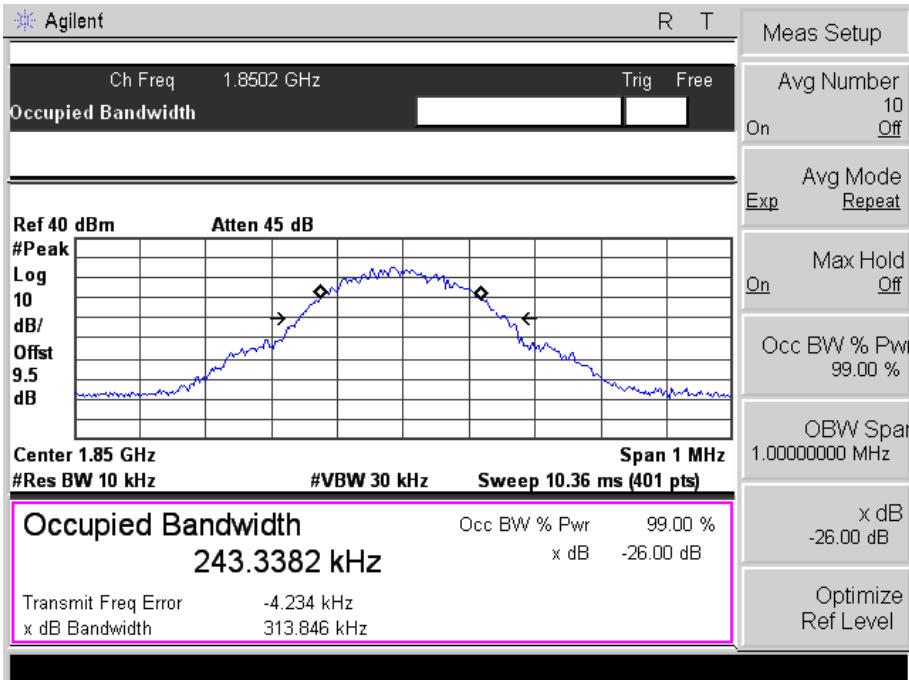 Agilent R T
Ch Freq 1.8502 GHz Trig Free
Occupied Bandwidth
Ref 40 dBm Atten 45 dB
#Peak
Log
10
dB/
Offst
9.5
dB
Center 1.85 GHz Span 1 MHz
#Res BW 10 kHz #VBW 30 kHz Sweep 10.36 ms (401 pts)
Occupied Bandwidth Occ BW % Pwr 99.00 %
243.3382 kHz x dB -26.00 dB
Transmit Freq Error -4.234 kHz
x dB Bandwidth 313.846 kHz
Meas Setup
Avg Number
10
On Off
Avg Mode
Exp Repeat
Max Hold
On Off
Occ BW % Pwr
99.00 %
OBW Span
1.00000000 MHz
x dB
-26.00 dB
Optimize
Ref Level